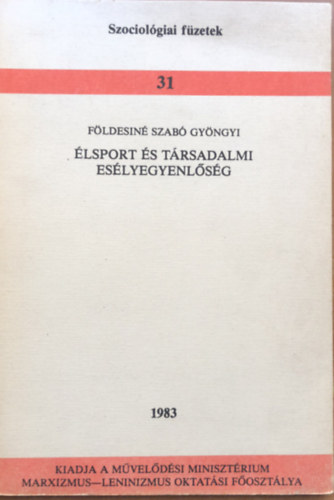 Szociológiai füzetek
31
FÖLDESINÉ SZABÓ GYÖNGYI
ÉLSPORT ÉS TÁRSADALMI
ESÉLYEGYENLŐSÉG
1983
KIADJA A MŰVELŐDÉSI MINISZTÉRIUM
MARXIZMUS—LENINIZMUS OKTATÁSI FŐOSZTÁLYA